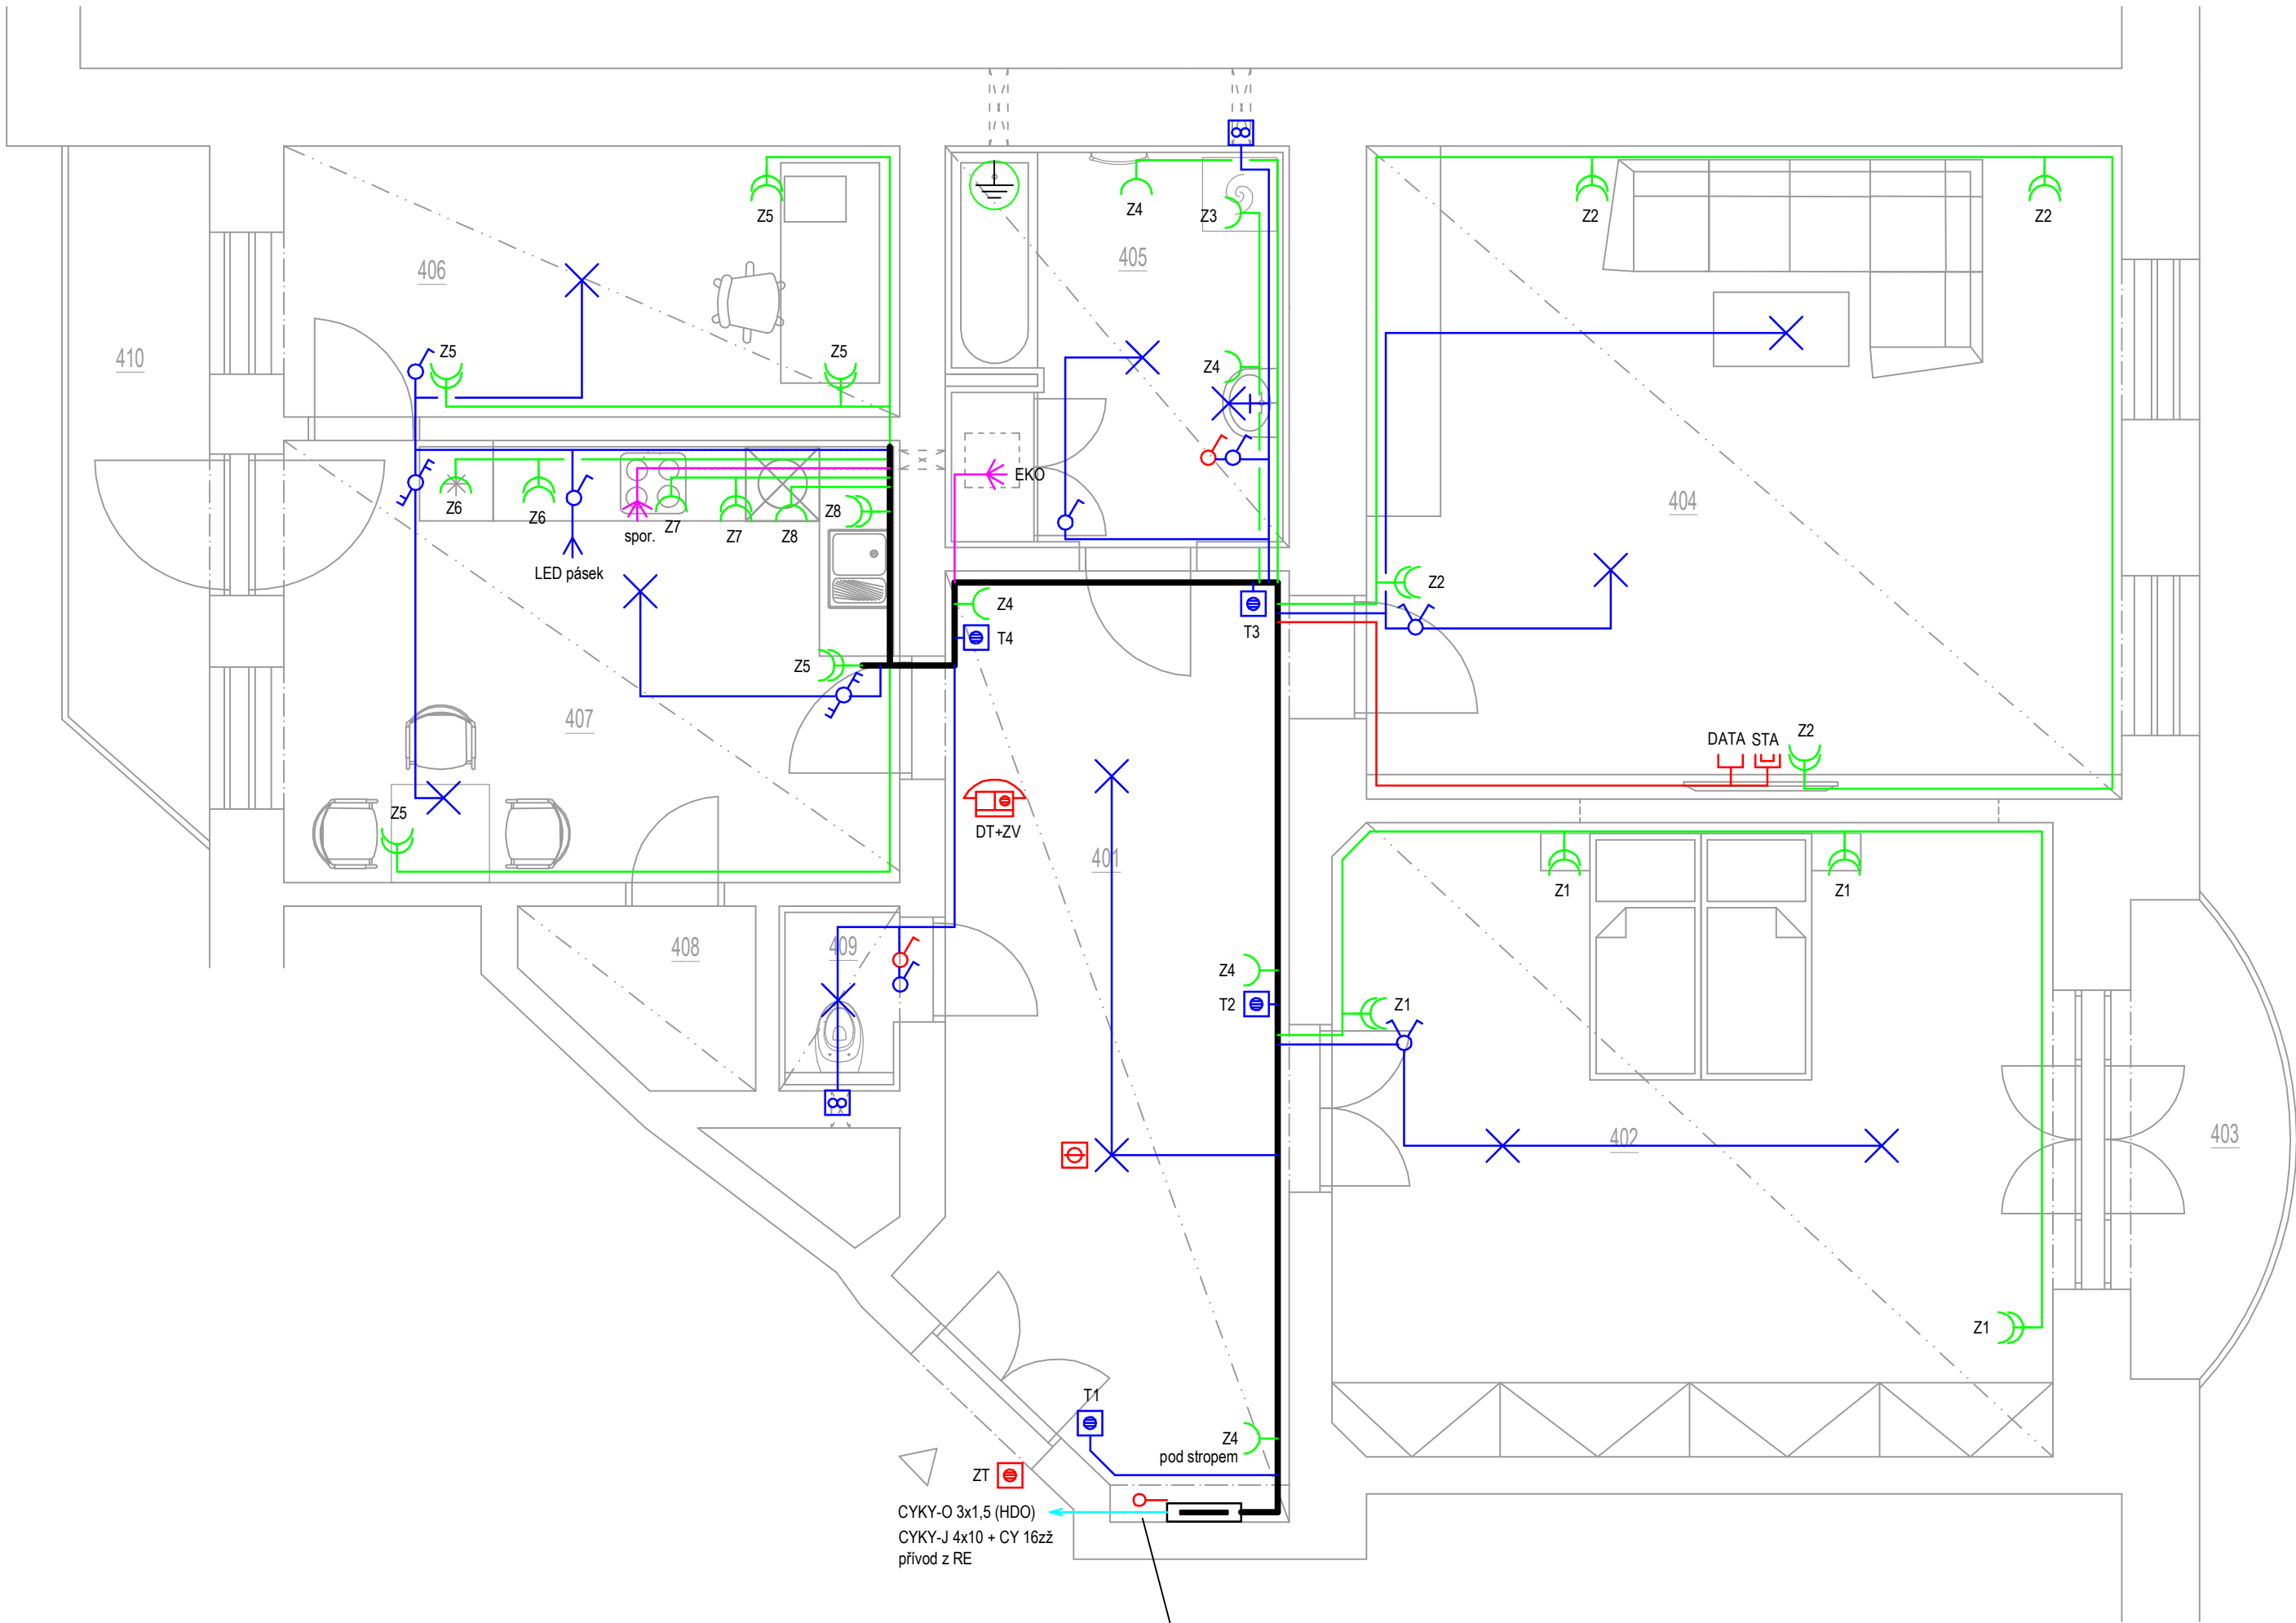 Z5
Z4
Z3
Z2
Z2
405
406
410
Z5
Z5
Z4
EKO
404
Z6
Z6
spor.
Z7
Z7
Z8
Z8
LED pásek
Z2
Z4
T4
T3
Z5
407
DATA
STA
Z2
Z5
DT+ZV
401
Z1
Z1
408
409
Z4
T2
Z1
402
403
Z1
T1
Z4
pod stropem
ZT
CYKY-O 3x1,5 (HDO)
CYKY-J 4x10 + CY 16zž
přívod z RE